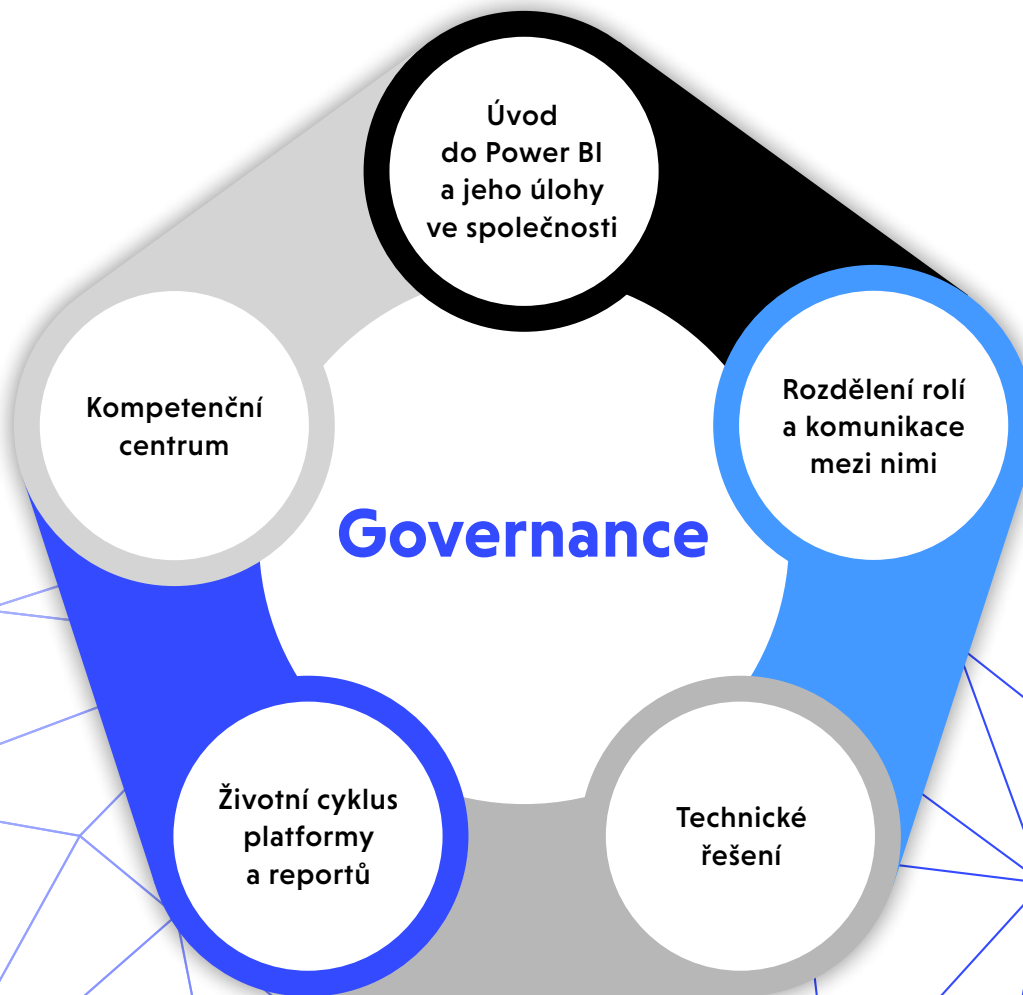 Úvod
do Power BI
a jeho úlohy
ve společnosti
Rozdělení rolí
a komunikace
mezi nimi
Kompetenční
centrum
Governance
Životní cyklus
platformy
a reportů
Technické
řešení